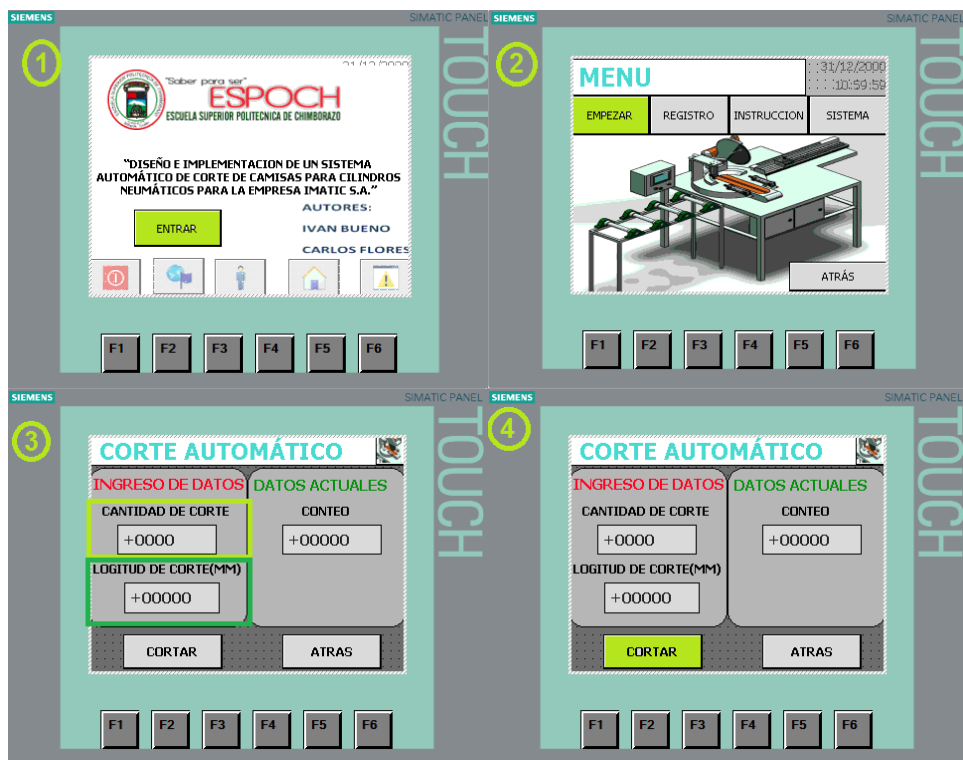 SIEMENS
SIMATIC PANEL
TOUCH
1
"Saber para ser"
ESPOCH
ESCUELA SUPERIOR POLITECNICA DE CHIMBORAZO
"DISEÑO E IMPLEMENTACION DE UN SISTEMA
AUTOMÁTICO DE CORTE DE CAMISAS PARA CILINDROS
NEUMÁTICOS PARA LA EMPRESA IMATIC S.A."
AUTORES:
ENTRAR
IVAN BUENO
CARLOS FLORES
F1 F2 F3 F4 F5 F6
SIEMENS
SIMATIC PANEL
TOUCH
2
MENU
31/12/2000
10:59:59
EMPEZAR REGISTRO INSTRUCCION SISTEMA
ATRÁS
F1 F2 F3 F4 F5 F6
SIEMENS
SIMATIC PANEL
TOUCH
3
CORTE AUTOMÁTICO
INGRESO DE DATOS DATOS ACTUALES
CANTIDAD DE CORTE CONTEO
+0000 +00000
LOGITUD DE CORTE(MM)
+00000
CORTAR ATRAS
F1 F2 F3 F4 F5 F6
SIEMENS
SIMATIC PANEL
TOUCH
4
CORTE AUTOMÁTICO
INGRESO DE DATOS DATOS ACTUALES
CANTIDAD DE CORTE CONTEO
+0000 +00000
LOGITUD DE CORTE(MM)
+00000
CORTAR ATRAS
F1 F2 F3 F4 F5 F6